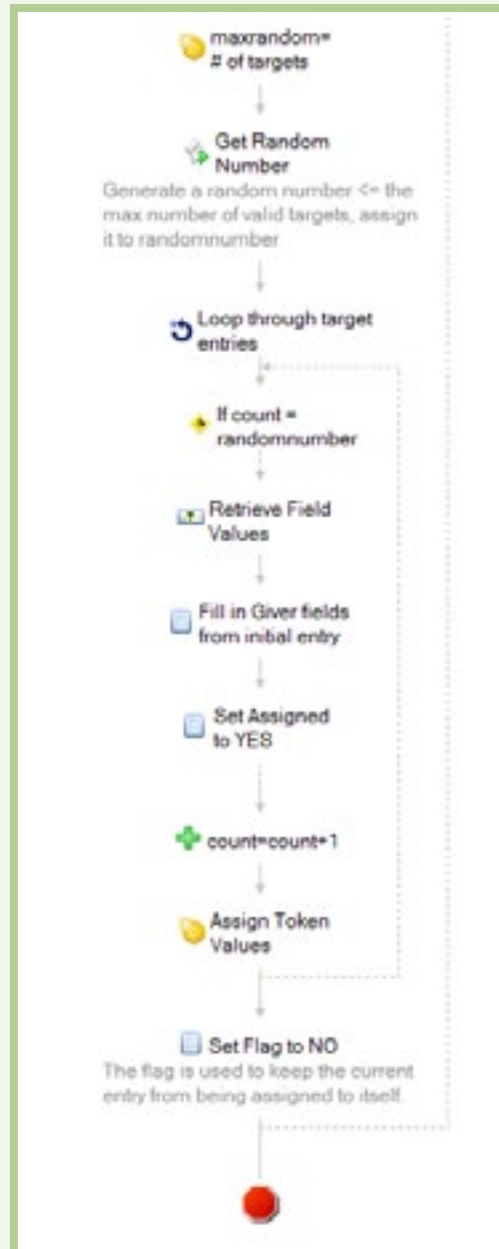 maxrandom=
# of targets
Get Random
Number
Generate a random number <= the
max number of valid targets, assign
it to randomnumber
Loop through target
entries
If count =
randomnumber
Retrieve Field
Values
Fill in Giver fields
from initial entry
Set Assigned
to YES
count=count+1
Assign Token
Values
Set Flag to NO
The flag is used to keep the current
entry from being assigned to itself.